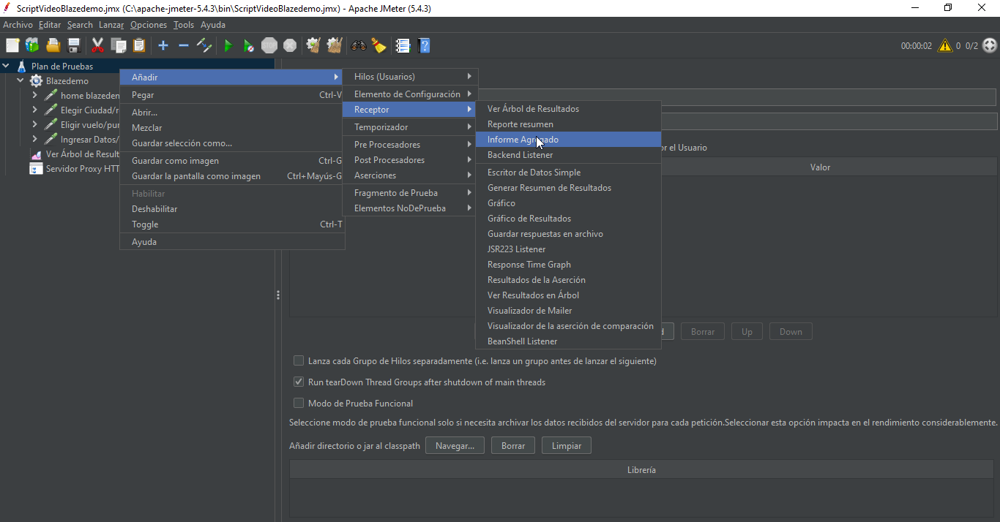 ScriptVideoBlazedemo.jmx (C:\apache-jmeter-5.4.3\bin\ScriptVideoBlazedemo.jmx) - Apache JMeter (5.4.3)
Archivo Editar Search Lanzar Opciones Tools Ayuda
STOP 00:00:02 0 0/2
Plan de Pruebas
Blazedemo
home blazeden
Elegir Ciudad/r
Eligir vuelo/pur
Ingresar Datos/
Ver Árbol de Result
Servidor Proxy HTT
Añadir
Pegar Ctrl-V
Abrir...
Mezclar
Guardar selección como...
Guardar como imagen Ctrl-G
Guardar la pantalla como imagen Ctrl+Mayús-G
Habilitar
Deshabilitar
Toggle Ctrl-T
Ayuda
Hilos (Usuarios)
Elemento de Configuración
Receptor
Temporizador
Pre Procesadores
Post Procesadores
Aserciones
Fragmento de Prueba
Elementos NoDePrueba
Ver Árbol de Resultados
Reporte resumen
Informe
Backend Listener
Escritor de Datos Simple
Generar Resumen de Resultados
Gráfico
Gráfico de Resultados
Guardar respuestas en archivo
JSR223 Listener
Response Time Graph
Resultados de la Aserción
Ver Resultados en Árbol
Visualizador de Mailer
Visualizador de la aserción de comparación
BeanShell Listener
or el Usuario
Valor
d Borrar Up Down
Lanza cada Grupo de Hilos separadamente (i.e. lanza un grupo antes de lanzar el siguiente)
Run tearDown Thread Groups after shutdown of main threads
Modo de Prueba Funcional
Seleccione modo de prueba funcional solo si necesita archivar los datos recibidos del servidor para cada petición.Seleccionar esta opción impacta en el rendimiento considerablemente.
Añadir directorio o jar al classpath Navegar... Borrar Limpiar
Librería